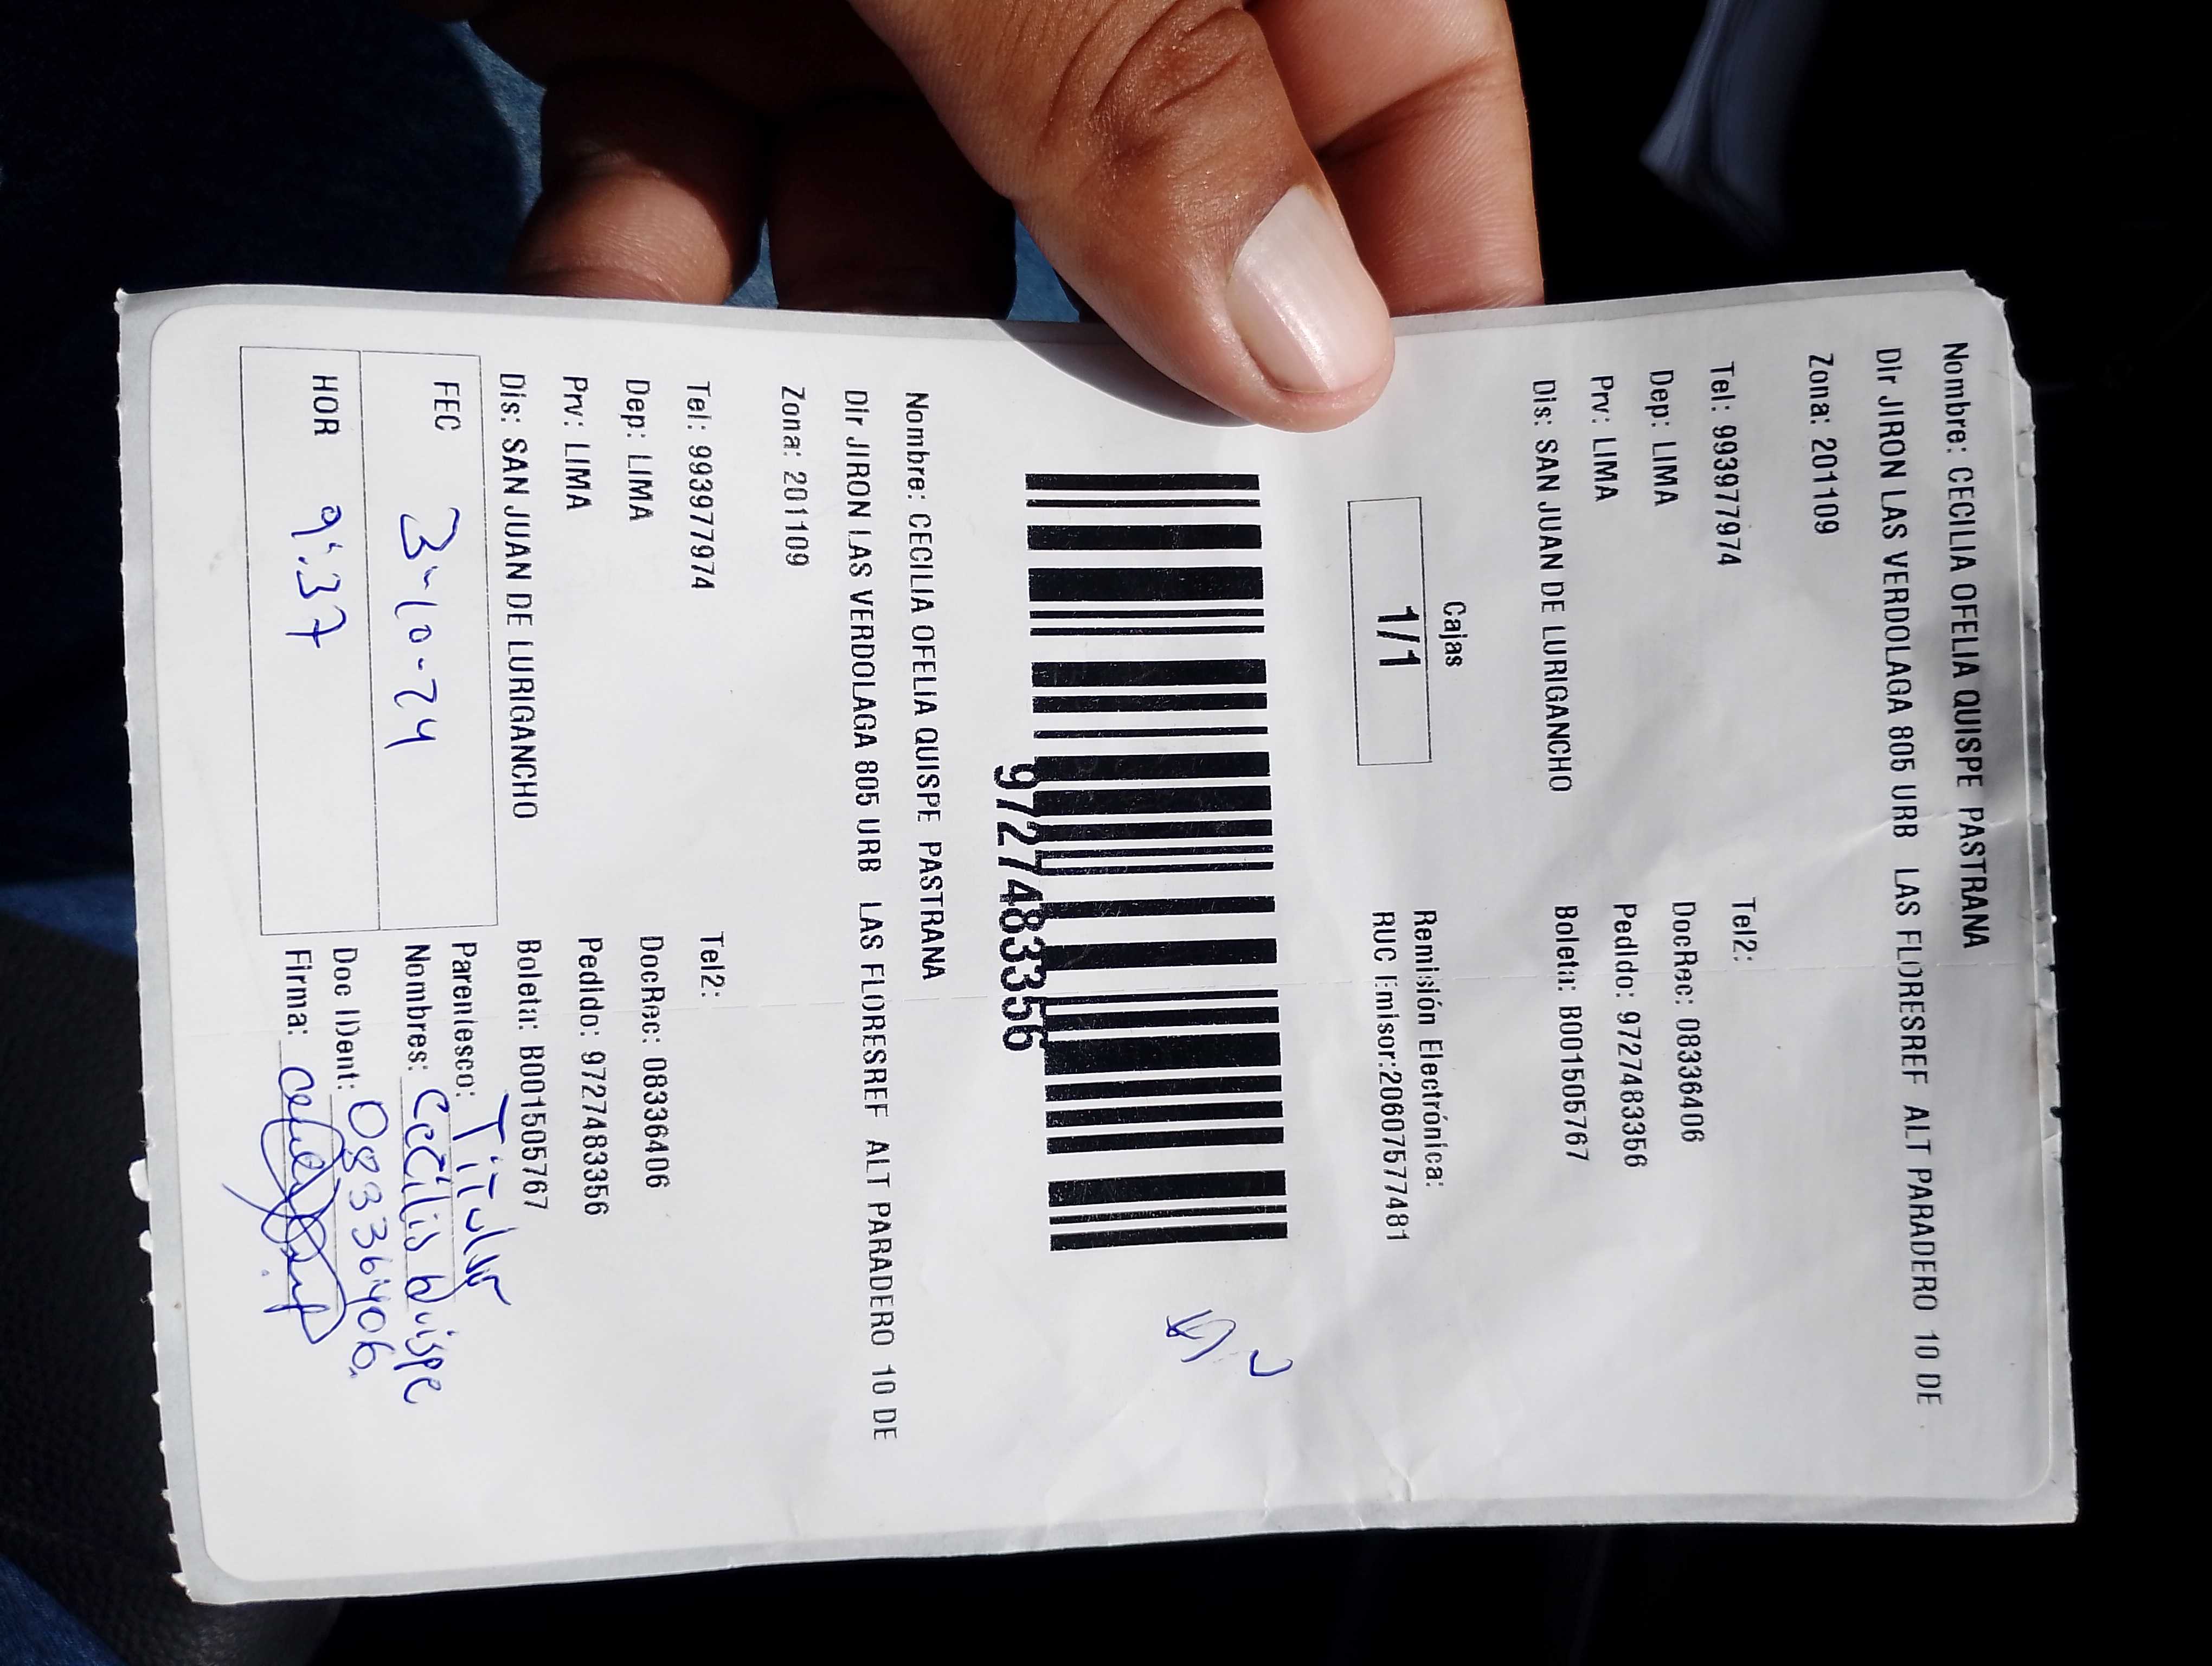 Nombre: CECILIA OFELIA QUISPE PASTRANA
Dir JIRON LAS VERDOLAGA 805 URB LAS FLORESREF ALT PARADERO 10 DE
Zona: 201109
Tel: 993977974 Tel2:
Dep: LIMA DocRec: 08336406
Prv: LIMA Pedido: 9727483356
Dis: SAN JUAN DE LURIGANCHO Boleta: B001505767
Cajas
1/1
Remisión Electrónica:
RUC Emisor:20607577481
9727483356
Nombre: CECILIA OFELIA QUISPE PASTRANA
Dir JIRON LAS VERDOLAGA 805 URB LAS FLORESREF ALT PARADERO 10 DE
Zona: 201109
Tel: 993977974 Tel2:
Dep: LIMA DocRec: 08336406
Prv: LIMA Pedido: 9727483356
Dis: SAN JUAN DE LURIGANCHO Boleta: B001505767
FEC 3-10-24 Parentesco: Titular
Nombres: Cecilia Quispe
HOR 9:37 Doc IDent: 08336406
Firma: